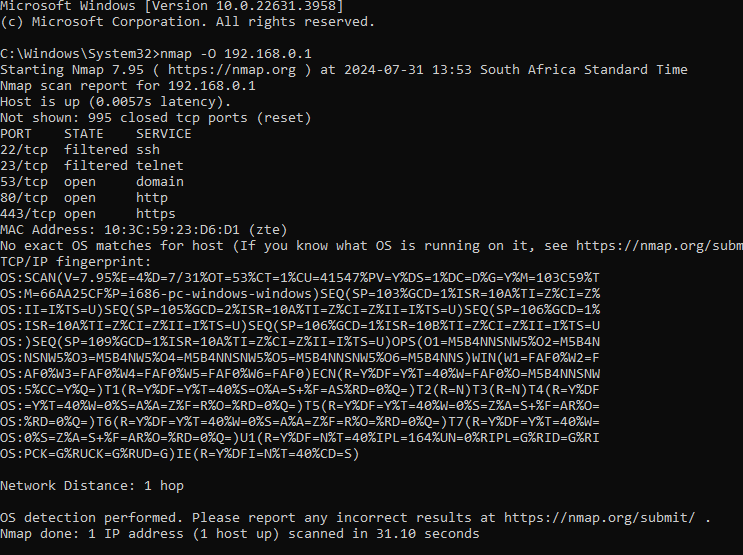 Microsoft Windows [Version 10.0.22631.3958]
(c) Microsoft Corporation. All rights reserved.
C:\Windows\System32>nmap -O 192.168.0.1
Starting Nmap 7.95 ( https://nmap.org ) at 2024-07-31 13:53 South Africa Standard Time
Nmap scan report for 192.168.0.1
Host is up (0.0057s latency).
Not shown: 995 closed tcp ports (reset)
PORT    STATE    SERVICE
22/tcp  filtered ssh
23/tcp  filtered telnet
53/tcp  open     domain
80/tcp  open     http
443/tcp open     https
MAC Address: 10:3C:59:23:D6:D1 (zte)
No exact OS matches for host (If you know what OS is running on it, see https://nmap.org/subm
TCP/IP fingerprint:
OS:SCAN(V=7.95%E=4%D=7/31%OT=53%CT=1%CU=41547%PV=Y%DS=1%DC=D%G=Y%M=103C59%T
OS:M=66AA25CF%P=i686-pc-windows-windows)SEQ(SP=103%GCD=1%ISR=10A%TI=Z%CI=Z%
OS:II=I%TS=U)SEQ(SP=105%GCD=2%ISR=10A%TI=Z%CI=Z%II=I%TS=U)SEQ(SP=106%GCD=1%
OS:ISR=10A%TI=Z%CI=Z%II=I%TS=U)SEQ(SP=106%GCD=1%ISR=10B%TI=Z%CI=Z%II=I%TS=U
OS:)SEQ(SP=109%GCD=1%ISR=10A%TI=Z%CI=Z%II=I%TS=U)OPS(O1=M5B4NNSNW5%O2=M5B4N
OS:NSNW5%O3=M5B4NW5%O4=M5B4NNSNW5%O5=M5B4NNSNW5%O6=M5B4NNS)WIN(W1=FAF0%W2=F
OS:AF0%W3=FAF0%W4=FAF0%W5=FAF0%W6=FAF0)ECN(R=Y%DF=Y%T=40%W=FAF0%O=M5B4NNSNW
OS:5%CC=Y%Q=)T1(R=Y%DF=Y%T=40%S=O%A=S+%F=AS%RD=0%Q=)T2(R=N)T3(R=N)T4(R=Y%DF
OS:=Y%T=40%W=0%S=A%A=Z%F=R%O=%RD=0%Q=)T5(R=Y%DF=Y%T=40%W=0%S=Z%A=S+%F=AR%O=
OS:%RD=0%Q=)T6(R=Y%DF=Y%T=40%W=0%S=A%A=Z%F=R%O=%RD=0%Q=)T7(R=Y%DF=Y%T=40%W=
OS:0%S=Z%A=S+%F=AR%O=%RD=0%Q=)U1(R=Y%DF=N%T=40%IPL=164%UN=0%RIPL=G%RID=G%RI
OS:PCK=G%RUCK=G%RUD=G)IE(R=Y%DFI=N%T=40%CD=S)
Network Distance: 1 hop
OS detection performed. Please report any incorrect results at https://nmap.org/submit/ .
Nmap done: 1 IP address (1 host up) scanned in 31.10 seconds